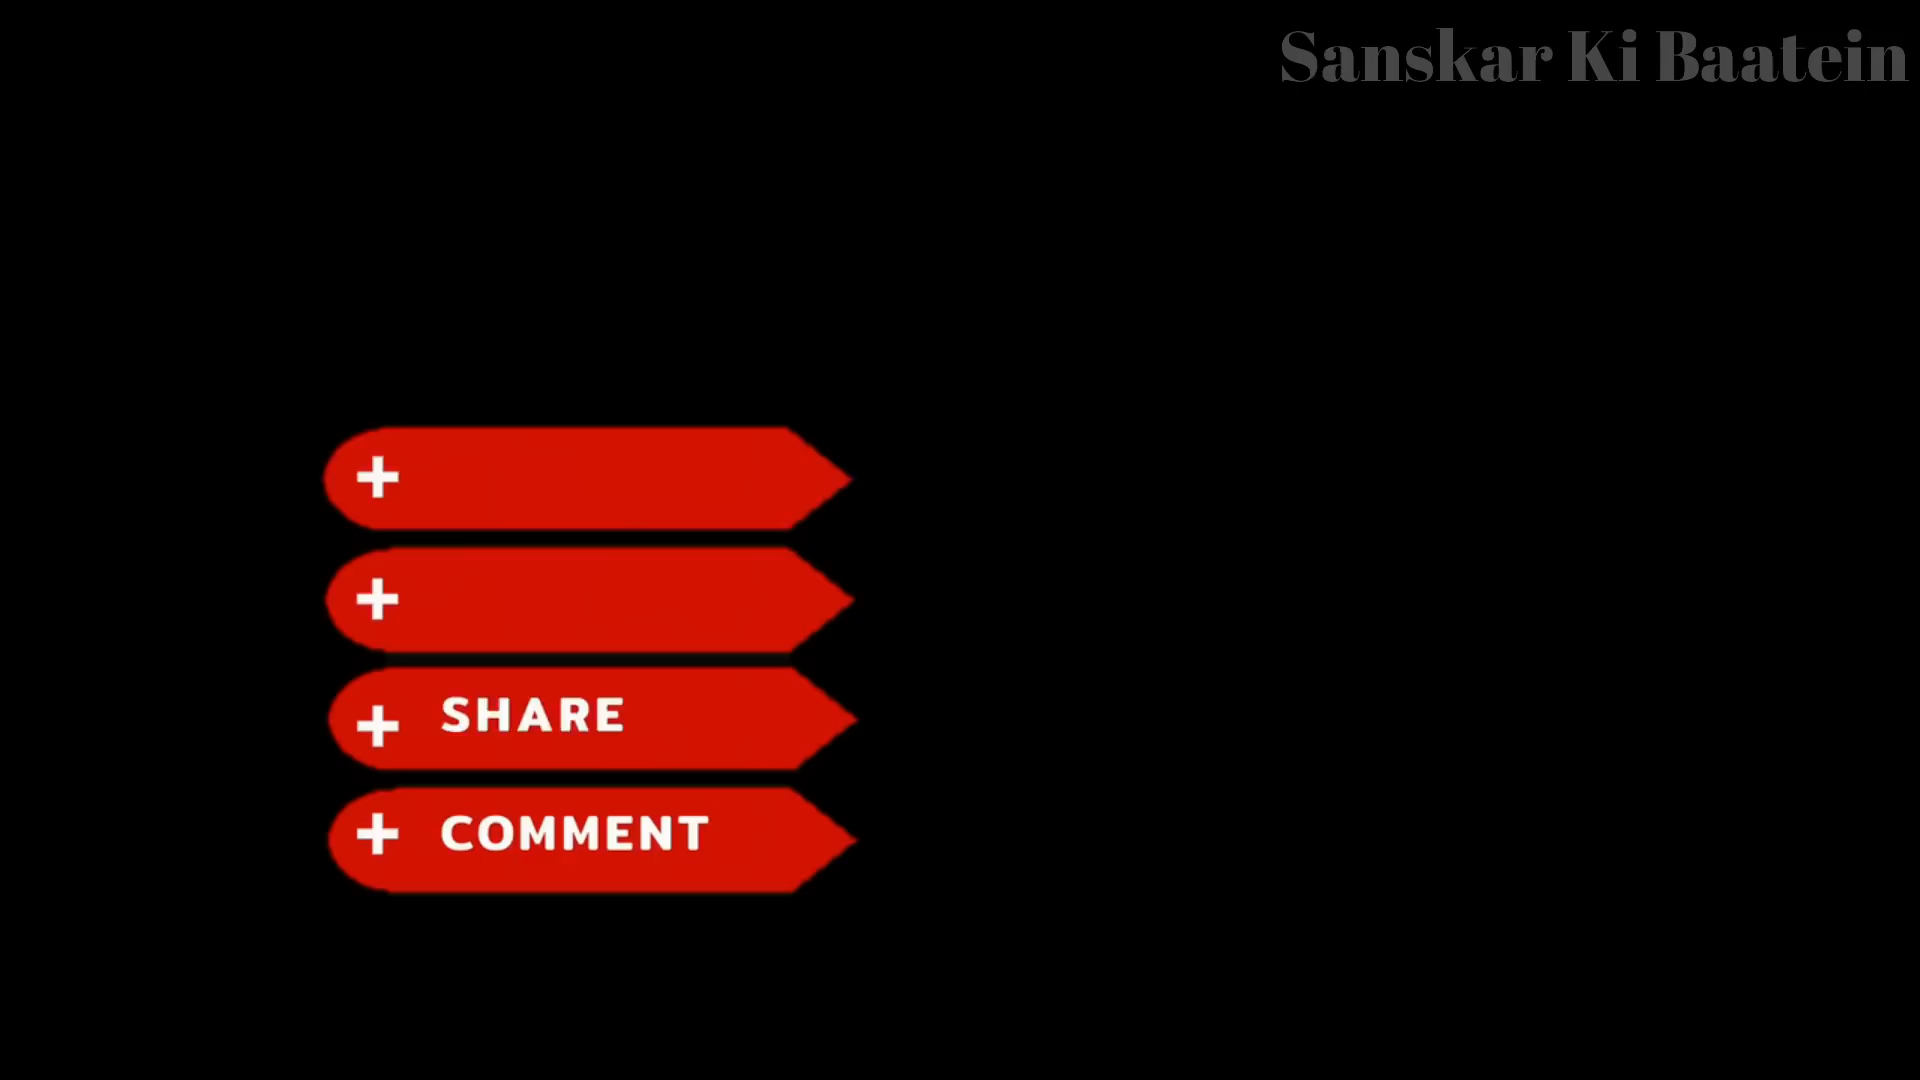 Sanskar Ki Baatein
+
+
+ SHARE
+ COMMENT